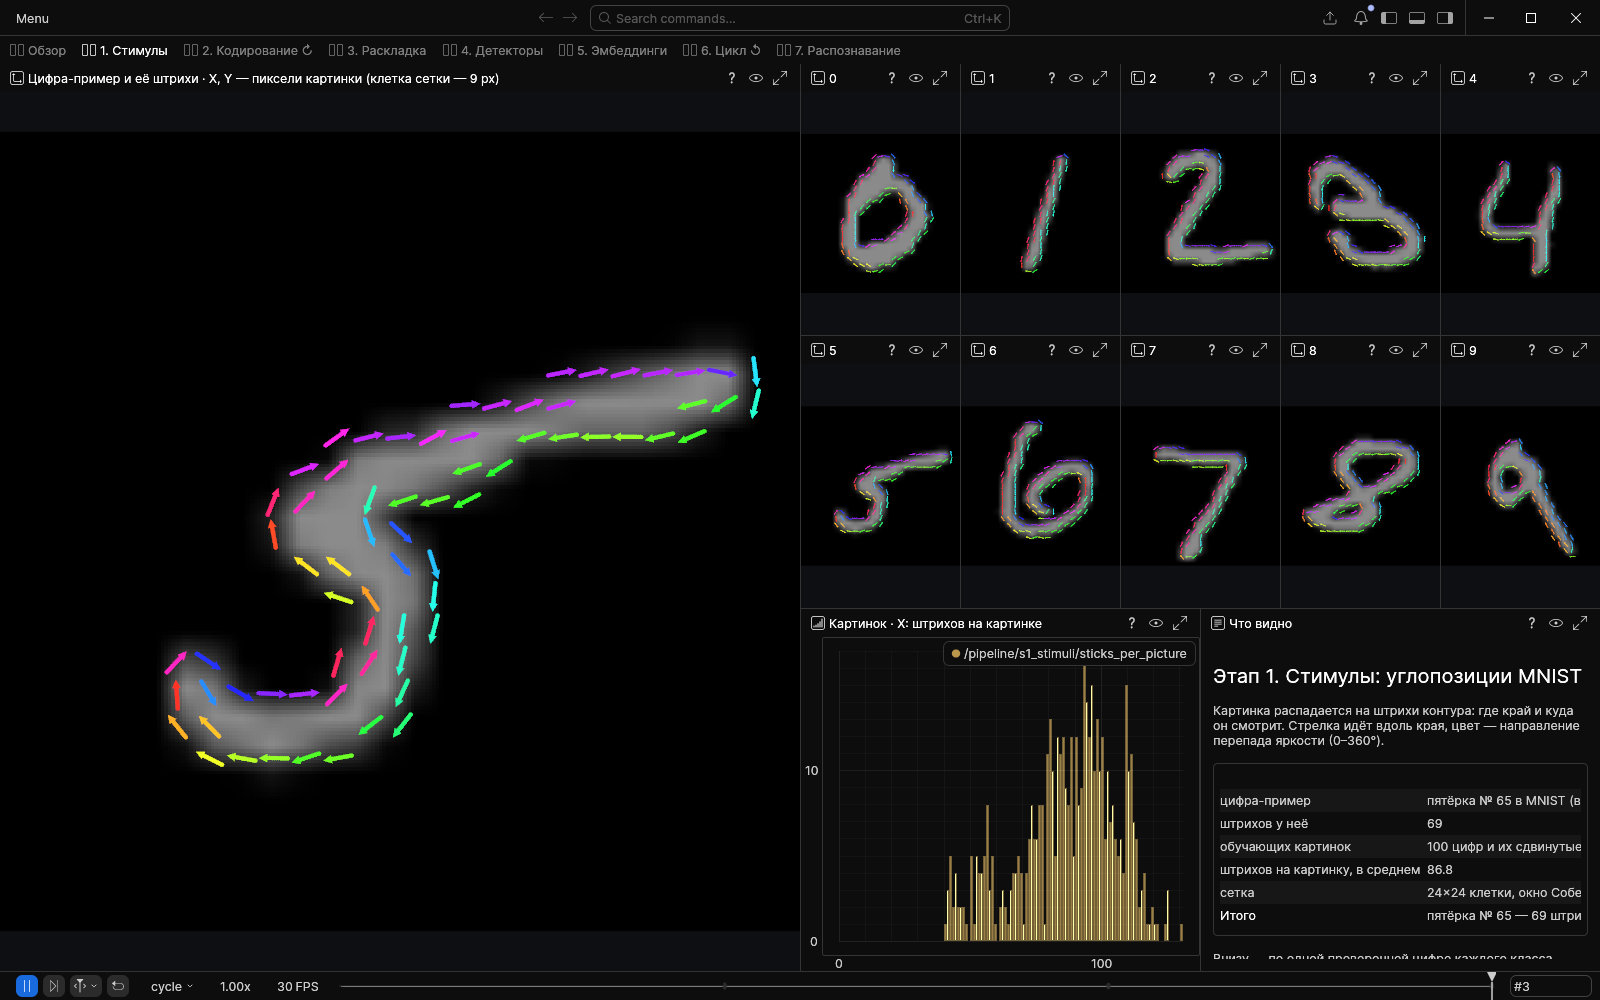 Menu
Search commands...
Ctrl+K
Обзор
1. Стимулы
2. Кодирование
3. Раскладка
4. Детекторы
5. Эмбеддинги
6. Цикл
7. Распознавание
Цифра-пример и её штрихи · X, Y — пиксели картинки (клетка сетки — 9 px)
0
1
2
3
4
5
6
7
8
9
Картинок · X: штрихов на картинке
/pipeline/s1_stimuli/sticks_per_picture
10
0
0
100
Что видно
Этап 1. Стимулы: углопозиции MNIST
Картинка распадается на штрихи контура: где край и куда
он смотрит. Стрелка идёт вдоль края, цвет — направление
перепада яркости (0–360°).
цифра-пример пятёрка № 65 в MNIST (в
штрихов у неё 69
обучающих картинок 100 цифр и их сдвинутые
штрихов на картинку, в среднем 86.8
сетка 24×24 клетки, окно Собе
Итого пятёрка № 65 — 69 штри
cycle
1.00x
30 FPS
#3